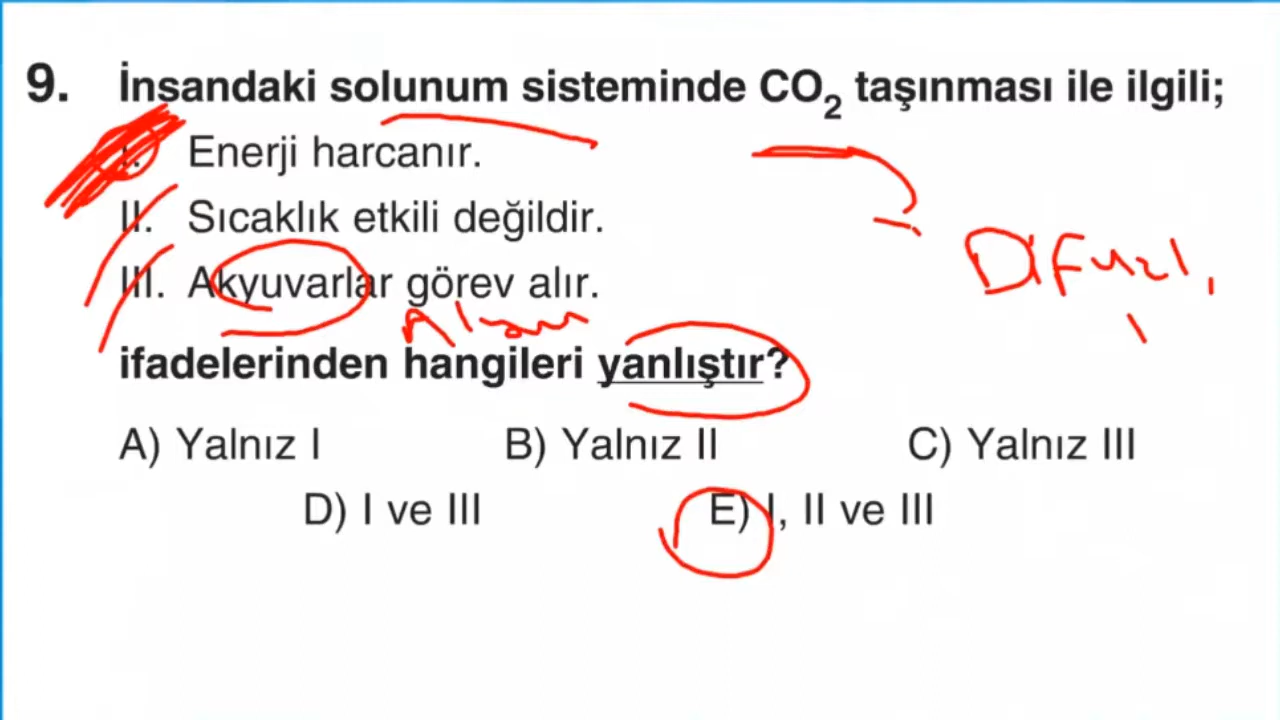 9. İnsandaki solunum sisteminde CO₂ taşınması ile ilgili;
I. Enerji harcanır.
II. Sıcaklık etkili değildir.
III. Akyuvarlar görev alır.
ifadelerinden hangileri yanlıştır?
A) Yalnız I B) Yalnız II C) Yalnız III
D) I ve III E) I, II ve III